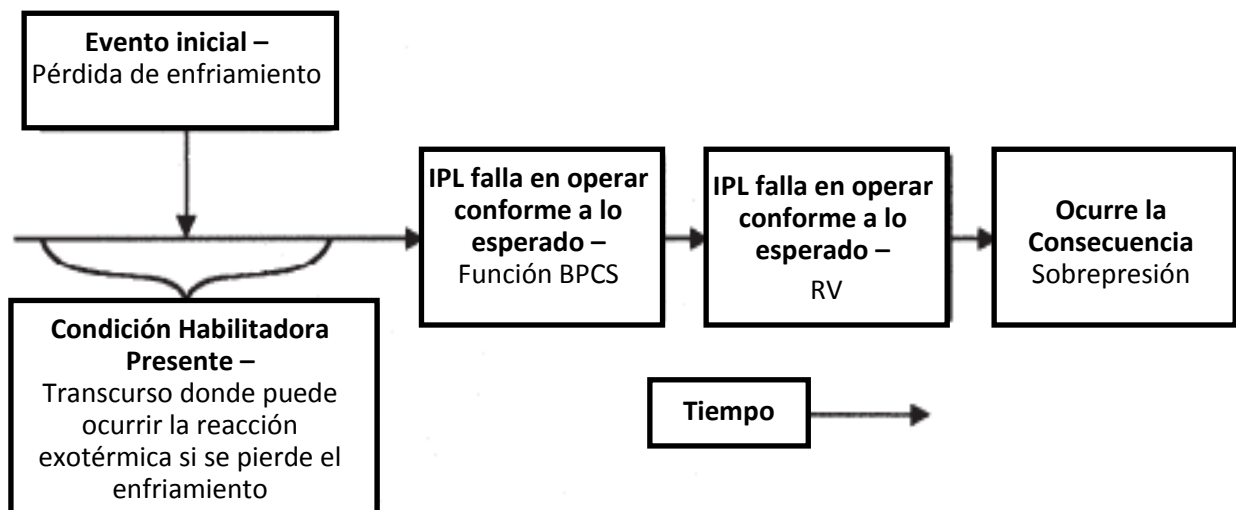 Evento inicial –
Pérdida de enfriamiento
Condición Habilitadora
Presente –
Transcurso donde puede
ocurrir la reacción
exotérmica si se pierde el
enfriamiento
IPL falla en operar
conforme a lo
esperado –
Función BPCS
IPL falla en operar
conforme a lo
esperado –
RV
Ocurre la
Consecuencia
Sobrepresión
Tiempo